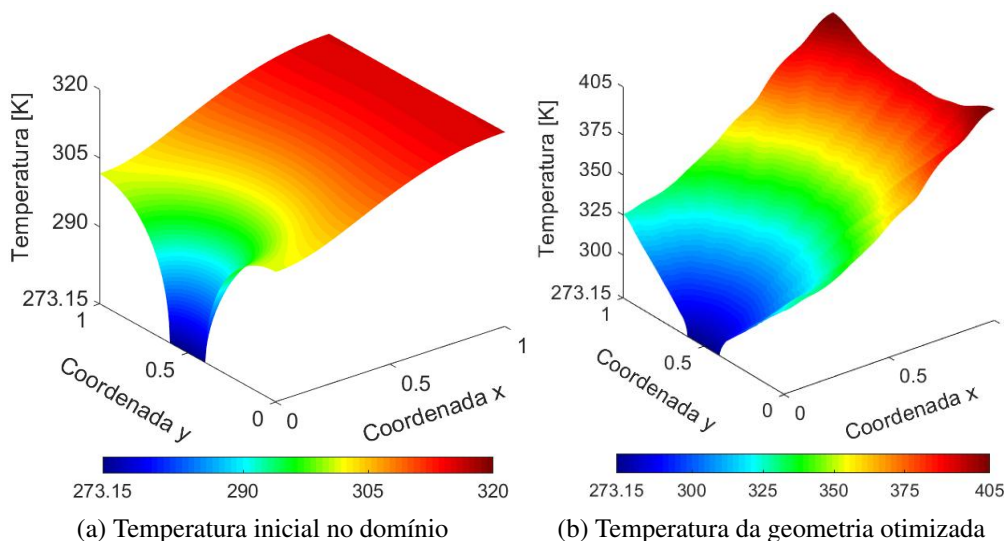 Temperatura [K]
320
305
290
273.15
1
0.5
0
Coordenada y
0
0.5
1
Coordenada x
273.15 290 305 320
(a) Temperatura inicial no domínio
Temperatura [K]
405
375
350
325
300
273.15
1
0.5
0
Coordenada y
0
0.5
1
Coordenada x
273.15 300 325 350 375 405
(b) Temperatura da geometria otimizada